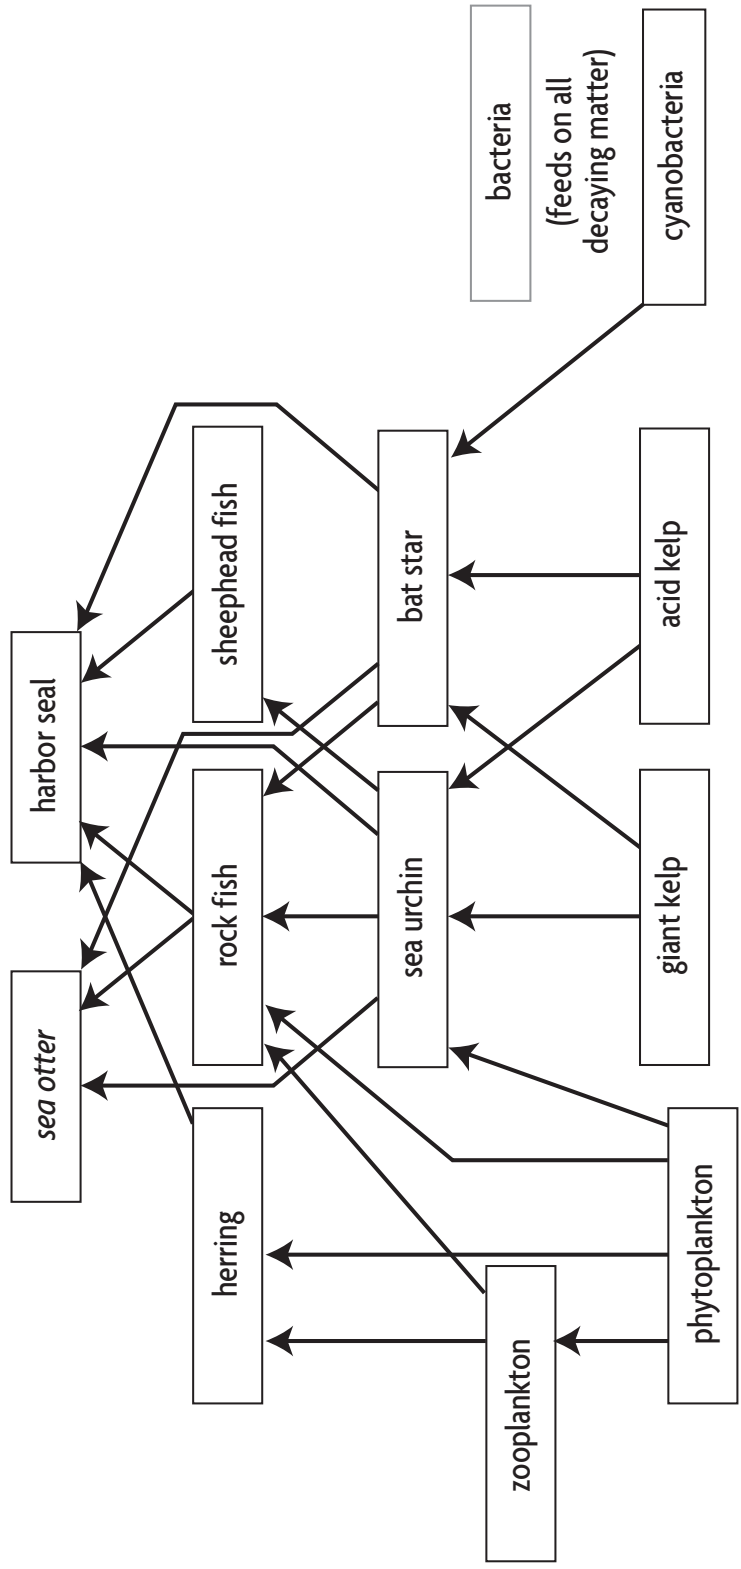 sea otter
harbor seal
herring
rock fish
sheephead fish
sea urchin
bat star
zooplankton
bacteria
(feeds on all
decaying matter)
phytoplankton
giant kelp
acid kelp
cyanobacteria